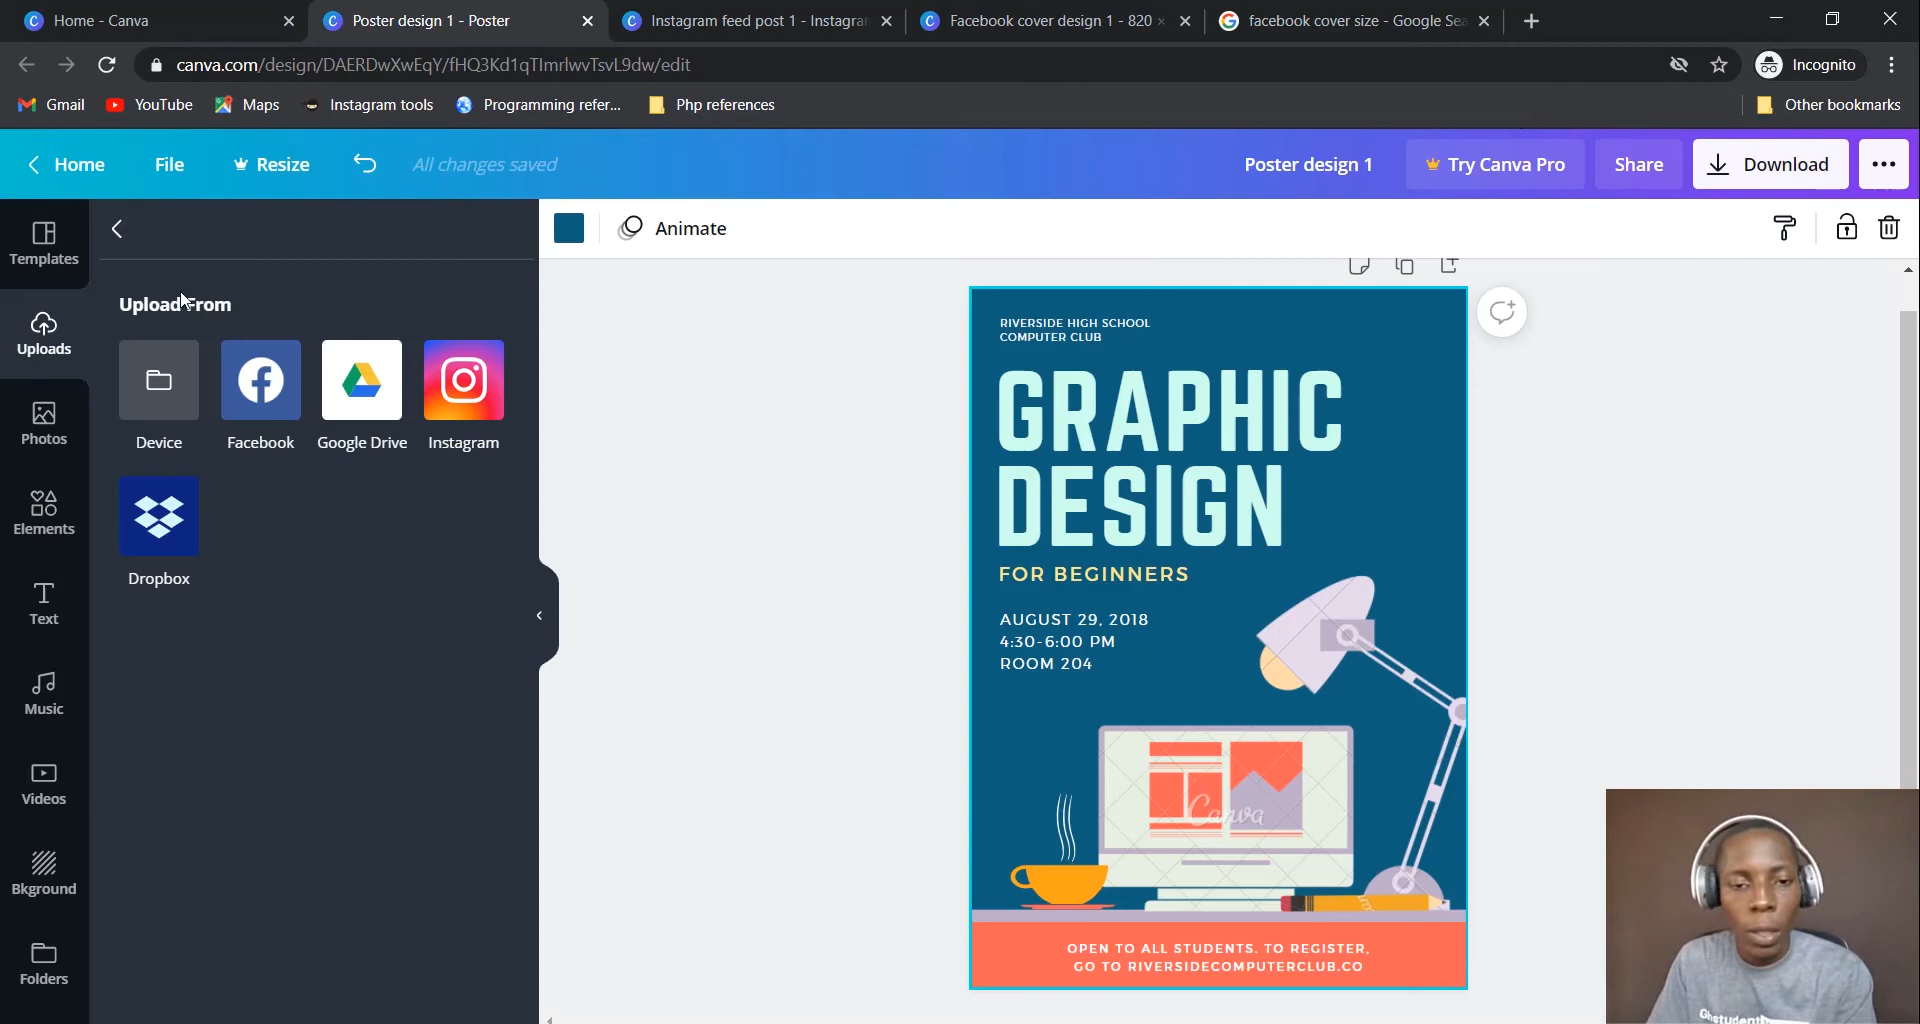 Home - Canva
Poster design 1 - Poster
Instagram feed post 1 - Instagra
Facebook cover design 1 - 820 ×
facebook cover size - Google Sea
canva.com/design/DAERDwXwEqY/fHQ3Kd1qTImrlwvTsvL9dw/edit
Incognito
Gmail
YouTube
Maps
Instagram tools
Programming refer...
Php references
Other bookmarks
Home
File
Resize
All changes saved
Poster design 1
Try Canva Pro
Share
Download
Templates
Uploads
Photos
Elements
Text
Music
Videos
Bkground
Folders
Upload From
Device
Facebook
Google Drive
Instagram
Dropbox
Animate
RIVERSIDE HIGH SCHOOL
COMPUTER CLUB
GRAPHIC
DESIGN
FOR BEGINNERS
AUGUST 29, 2018
4:30-6:00 PM
ROOM 204
Canva
OPEN TO ALL STUDENTS. TO REGISTER,
GO TO RIVERSIDECOMPUTERCLUB.CO